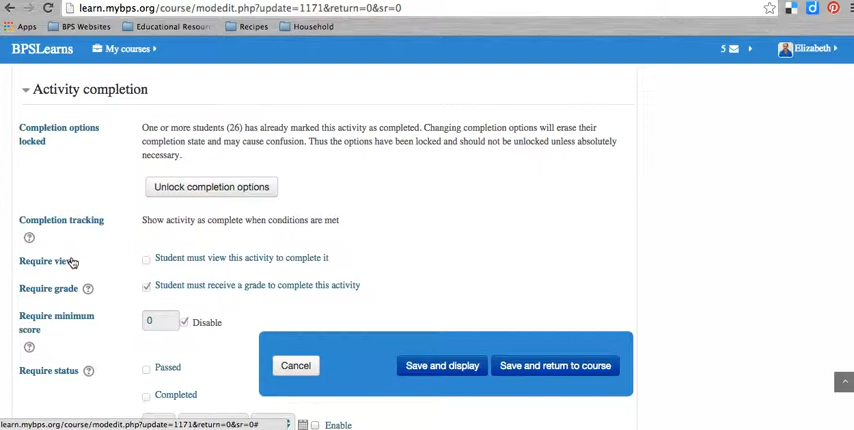 learn.mybps.org/course/modedit.php?update=1171&return=0&sr=0
Apps BPS Websites Educational Resour Recipes Household
BPSLearns My courses 5 Elizabeth
Activity completion
Completion options locked
One or more students (26) has already marked this activity as completed. Changing completion options will erase their
completion state and may cause confusion. Thus the options have been locked and should not be unlocked unless absolutely
necessary.
Unlock completion options
Completion tracking Show activity as complete when conditions are met
?
Require view Student must view this activity to complete it
Require grade ? Student must receive a grade to complete this activity
Require minimum score
0 Disable
?
Require status ? Passed
Completed
Cancel Save and display Save and return to course
learn.mybps.org/course/modedit.php?update=1171&return=0&sr=0#
Enable